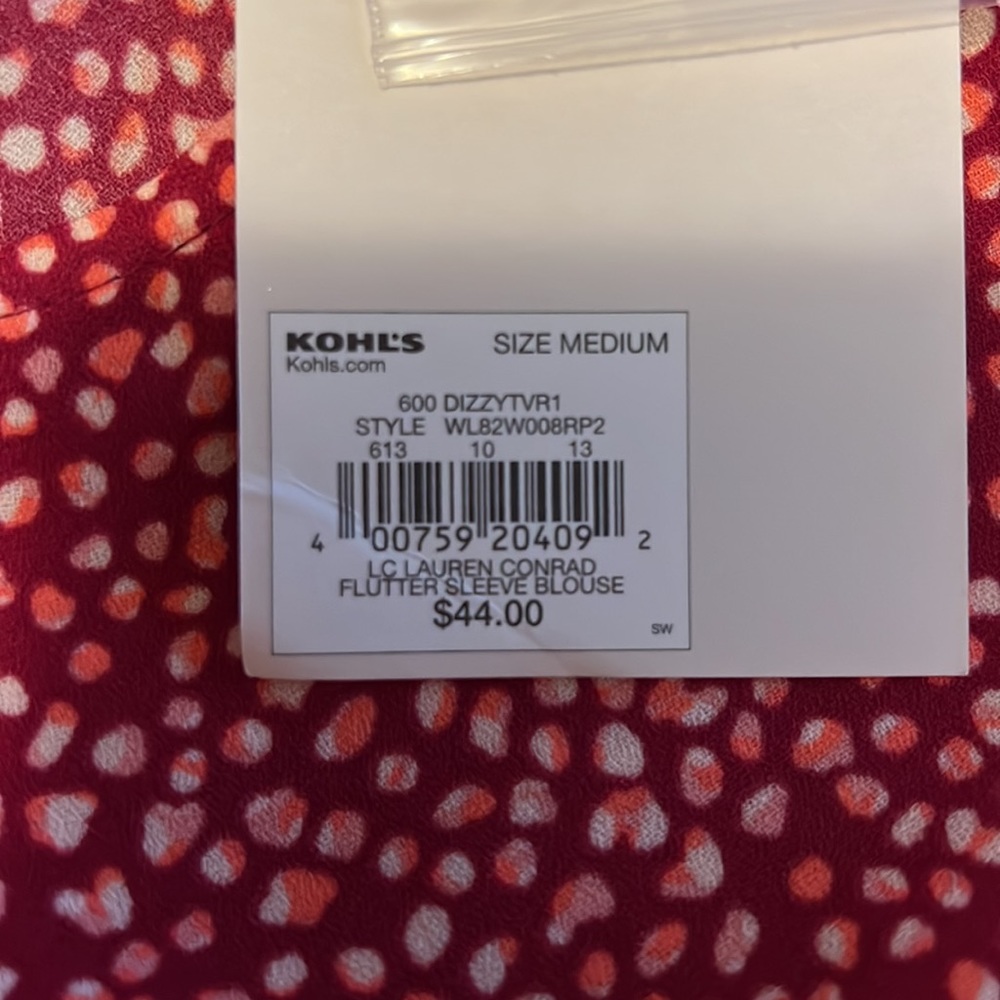 KOHL'S SIZE MEDIUM
Kohls.com
600 DIZZYTVR1
STYLE WL82W008RP2
613 10 13
4 00759 20409 2
LC LAUREN CONRAD
FLUTTER SLEEVE BLOUSE
$44.00
SW